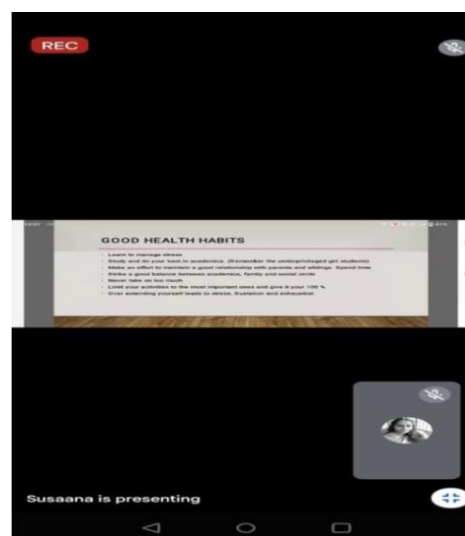 REC
GOOD HEALTH HABITS
Learn to manage stress
Study and do your best in academics. (Remember the underprivileged girl students)
Make an effort to maintain a good relationship with parents and siblings. Spend time
Strike a good balance between academics, family and social circle
Never take on too much
Limit your activities to the most important ones and give it your 100 %
Over extending yourself leads to stress, and exhaustion
Susaana is presenting